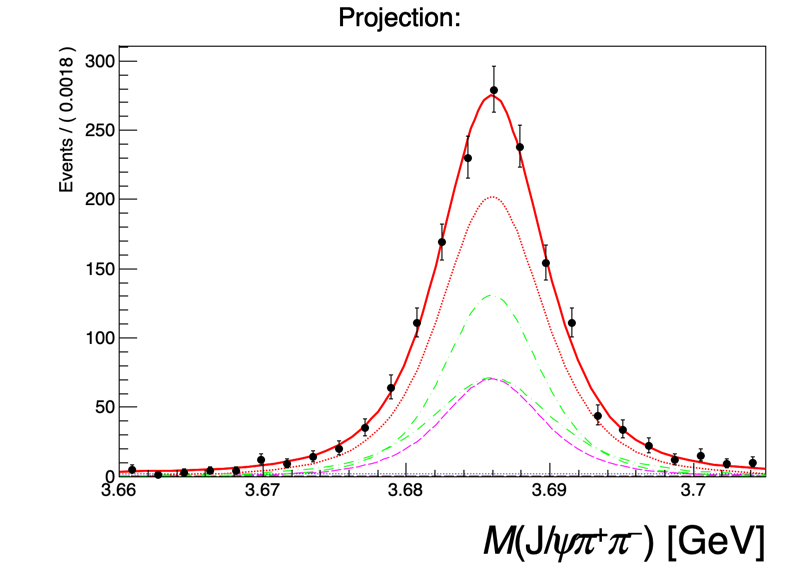 Projection:
Events / ( 0.0018 )
300
250
200
150
100
50
0
3.66 3.67 3.68 3.69 3.7
M(J/ψπ⁺π⁻) [GeV]